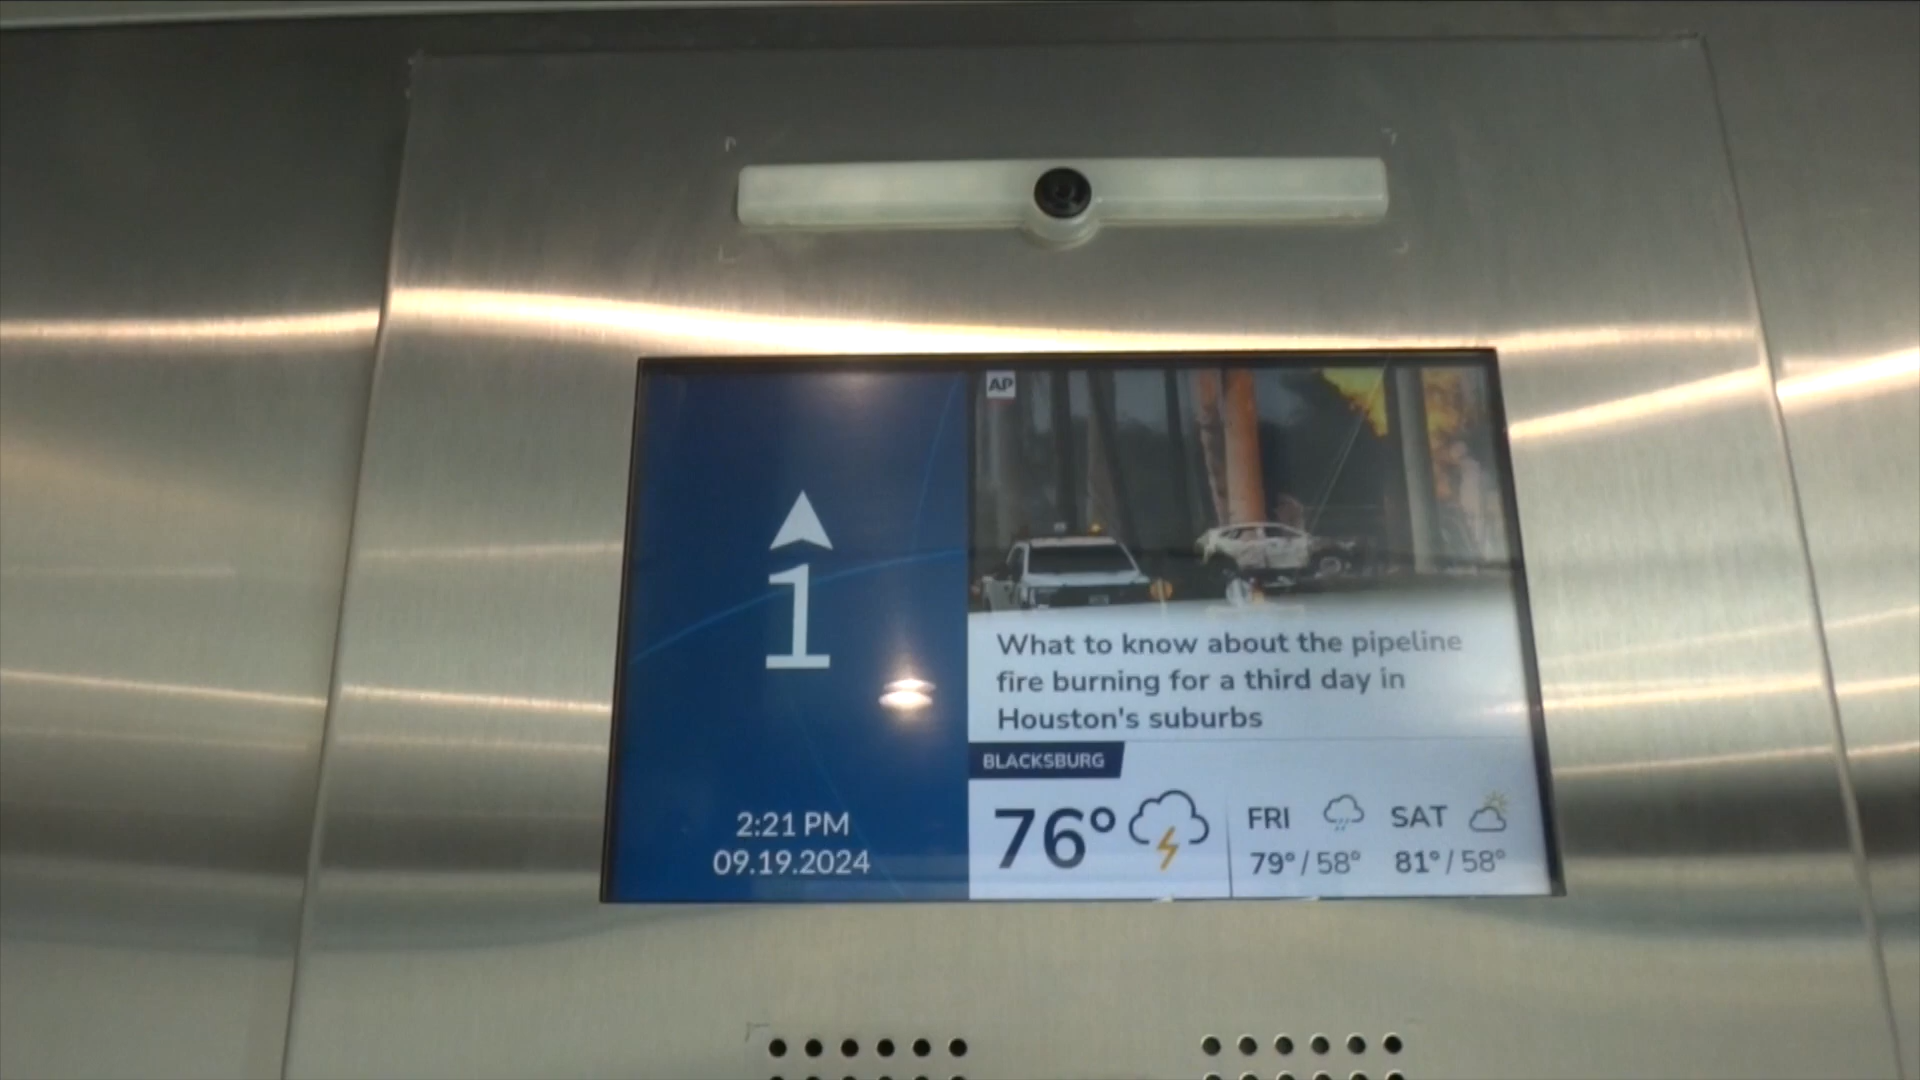 1
2:21 PM
09.19.2024
AP
What to know about the pipeline
fire burning for a third day in
Houston's suburbs
BLACKSBURG
76°
FRI
79° / 58°
SAT
81° / 58°